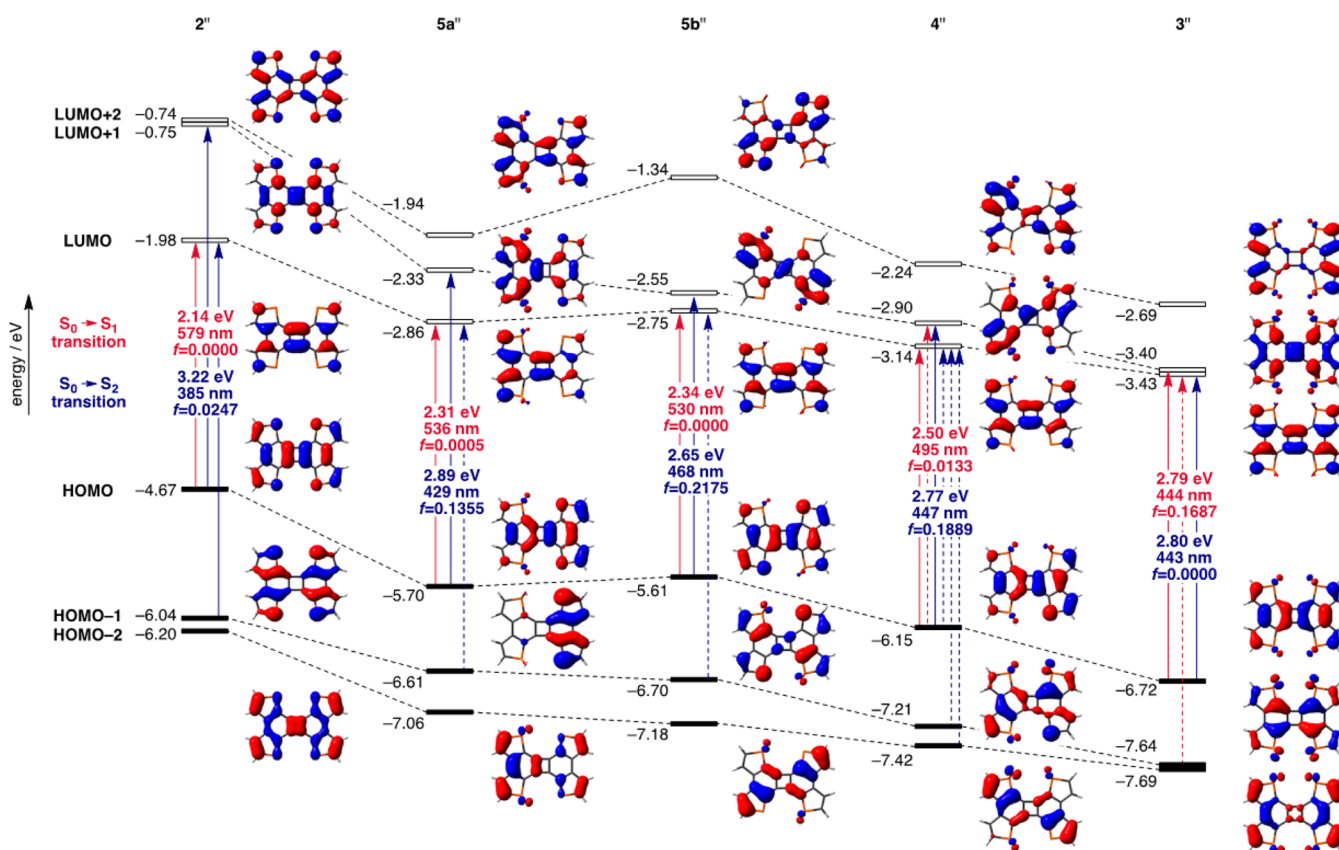 2″ 5a″ 5b″ 4″ 3″
LUMO+2 −0.74
LUMO+1 −0.75
−1.34
−1.94
LUMO −1.98
−2.24
−2.33
−2.55
−2.69
−2.75
−2.86
−2.90
−3.14
−3.40
−3.43
energy / eV
S₀ → S₁
transition
S₀ → S₂
transition
2.14 eV
579 nm
f=0.0000
3.22 eV
385 nm
f=0.0247
2.31 eV
536 nm
f=0.0005
2.89 eV
429 nm
f=0.1355
2.34 eV
530 nm
f=0.0000
2.65 eV
468 nm
f=0.2175
2.50 eV
495 nm
f=0.0133
2.77 eV
447 nm
f=0.1889
2.79 eV
444 nm
f=0.1687
2.80 eV
443 nm
f=0.0000
HOMO −4.67
−5.70
−5.61
−6.15
−6.72
HOMO−1 −6.04
HOMO−2 −6.20
−6.61
−6.70
−7.06
−7.18
−7.21
−7.42
−7.64
−7.69